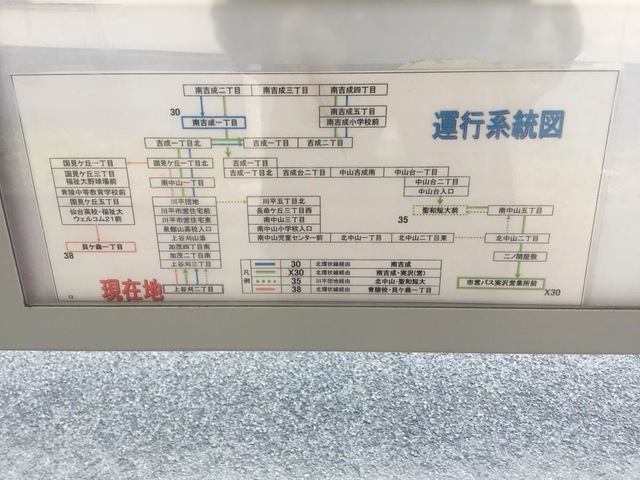 南吉成二丁目 南吉成三丁目 南吉成四丁目
30
南吉成一丁目
南吉成五丁目
南吉成小学校前
運行系統図
吉成一丁目北 吉成一丁目 吉成二丁目
国見ケ丘一丁目 国見ケ丘一丁目北 吉成一丁目
吉成一丁目北 吉成台二丁目 中山吉成南 中山台一丁目
国見ケ丘三丁目
福祉大野球場前
青陵中等教育学校前
国見ケ丘五丁目
仙台高校・福祉大
ウェルコム21前
貝ケ森一丁目
38
南中山一丁目
中山台二丁目
中山台入口
川平団地
川平市営住宅前
川平市営住宅東
泉館山高校入口
上谷刈山添
加茂四丁目南
加茂二丁目南
上谷刈三丁目
上谷刈二丁目
現在地
川平五丁目北
長命ケ丘三丁目西
南中山三丁目
南中山小学校入口
南中山児童センター前 北中山一丁目 北中山二丁目東
35
聖和短大前
南中山五丁目
北中山二丁目
二ノ関屋敷
市営バス実沢営業所前
X30
凡例
30 北環状線経由 南吉成
X30 北環状線経由 南吉成・実沢(営)
35 川平団地経由 北中山・聖和短大
38 北環状線経由 青陵校・貝ケ森一丁目